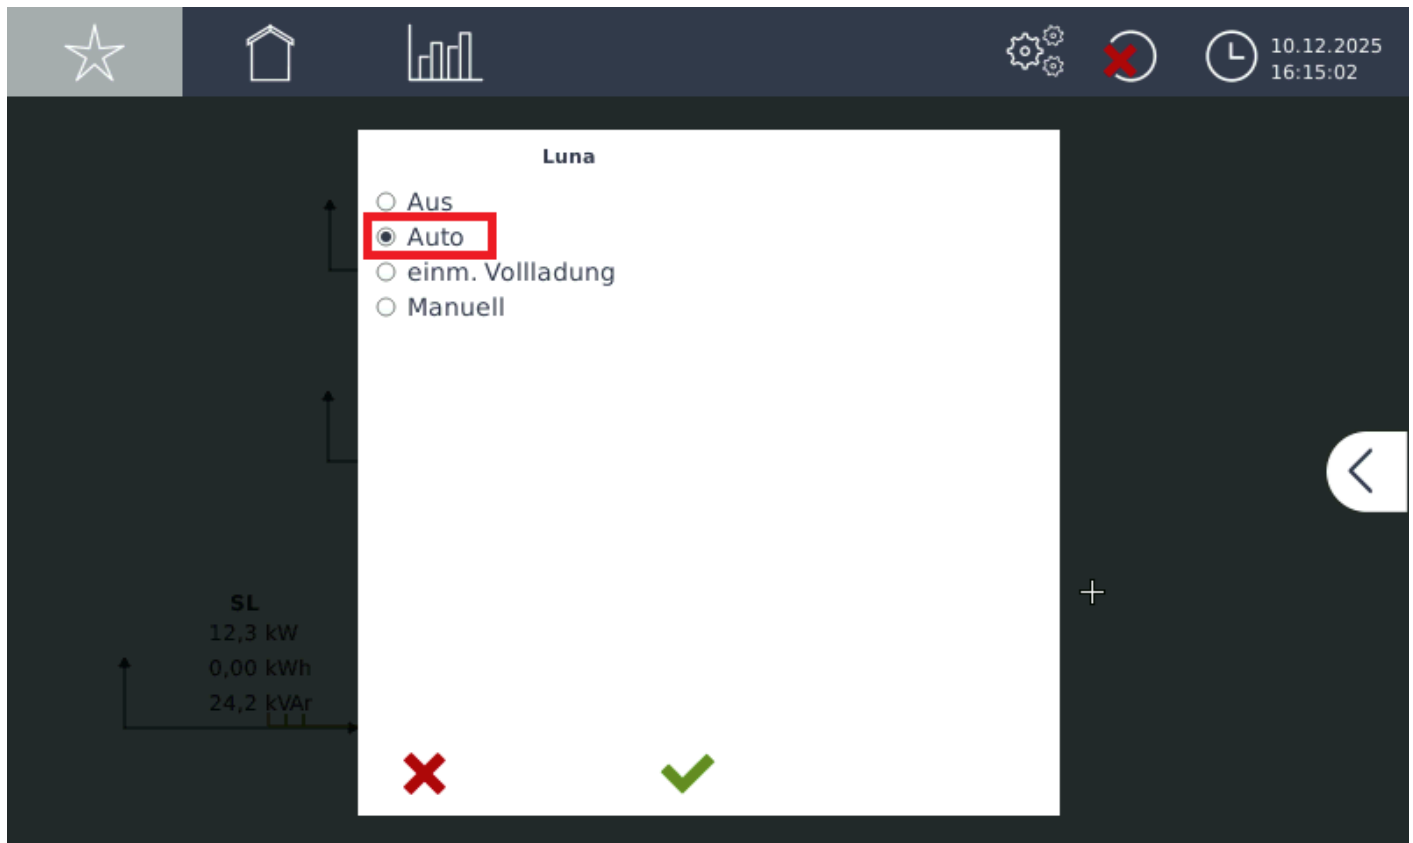 10.12.2025
16:15:02
Luna
Aus
Auto
einm. Vollladung
Manuell
SL
12,3 kW
0,00 kWh
24,2 kVAr